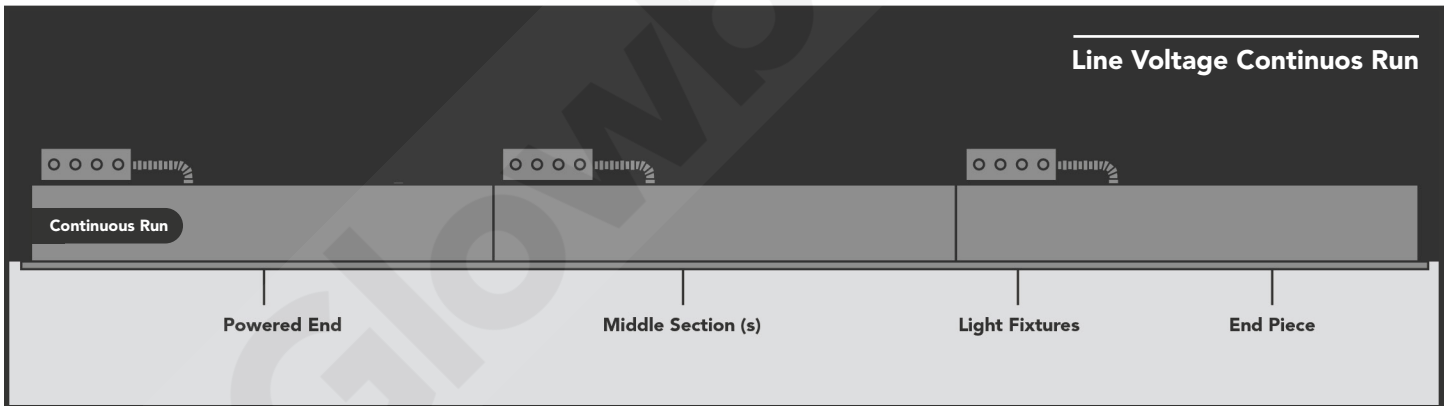 Line Voltage Continuos Run
Continuous Run
Powered End
Middle Section (s)
Light Fixtures
End Piece